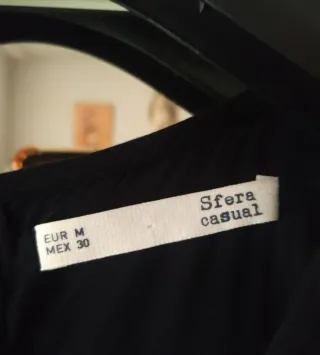 Sfera
casual
EUR M
MEX 30